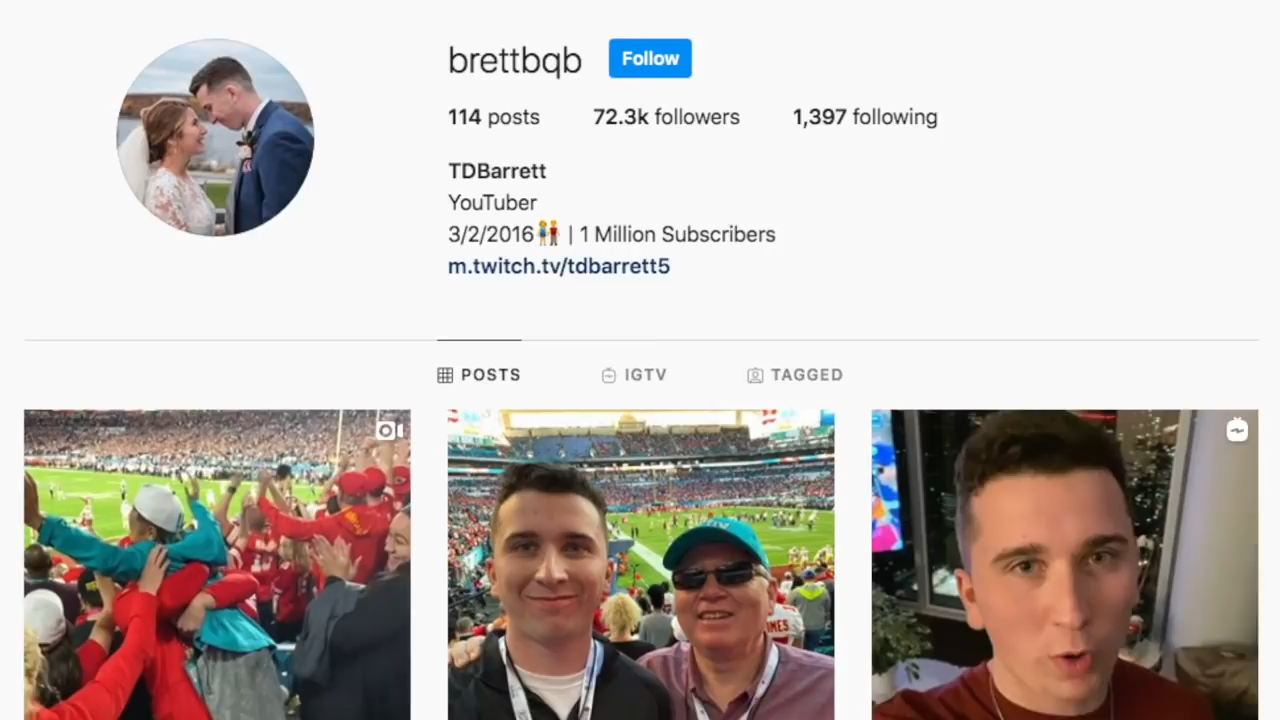 brettbqb Follow
114 posts 72.3k followers 1,397 following
TDBarrett
YouTuber
3/2/2016👫 | 1 Million Subscribers
m.twitch.tv/tdbarrett5
POSTS IGTV TAGGED